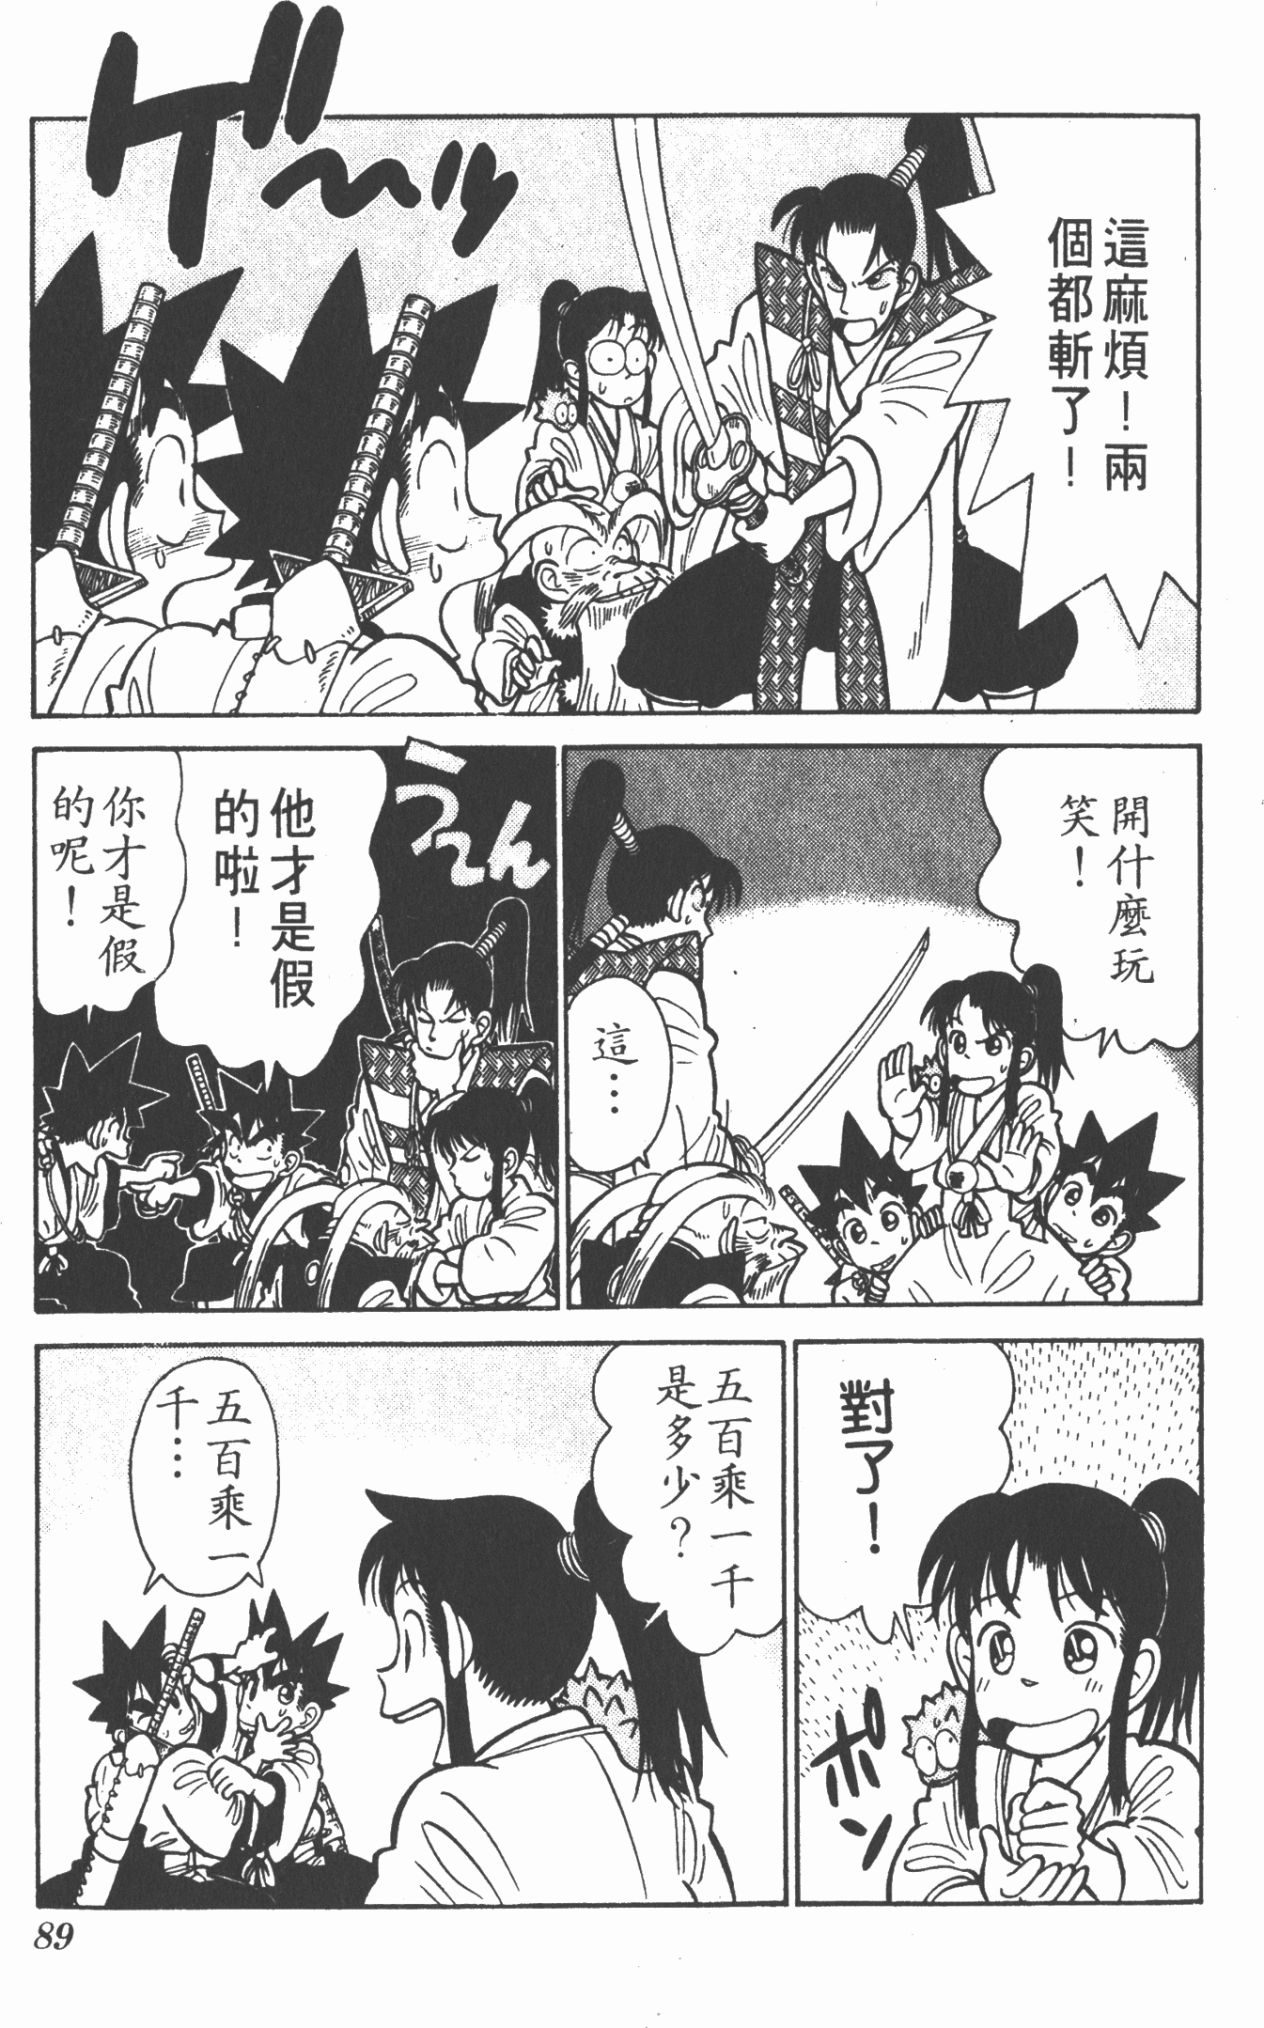 這麻煩！兩
個都斬了！
ゲーッ
開什麼玩
笑！
這…
うえーん
他才是假
的啦！
你才是假
的呢！
對了！
ポン
五百乘一千
是多少？
五百乘一
千…
89